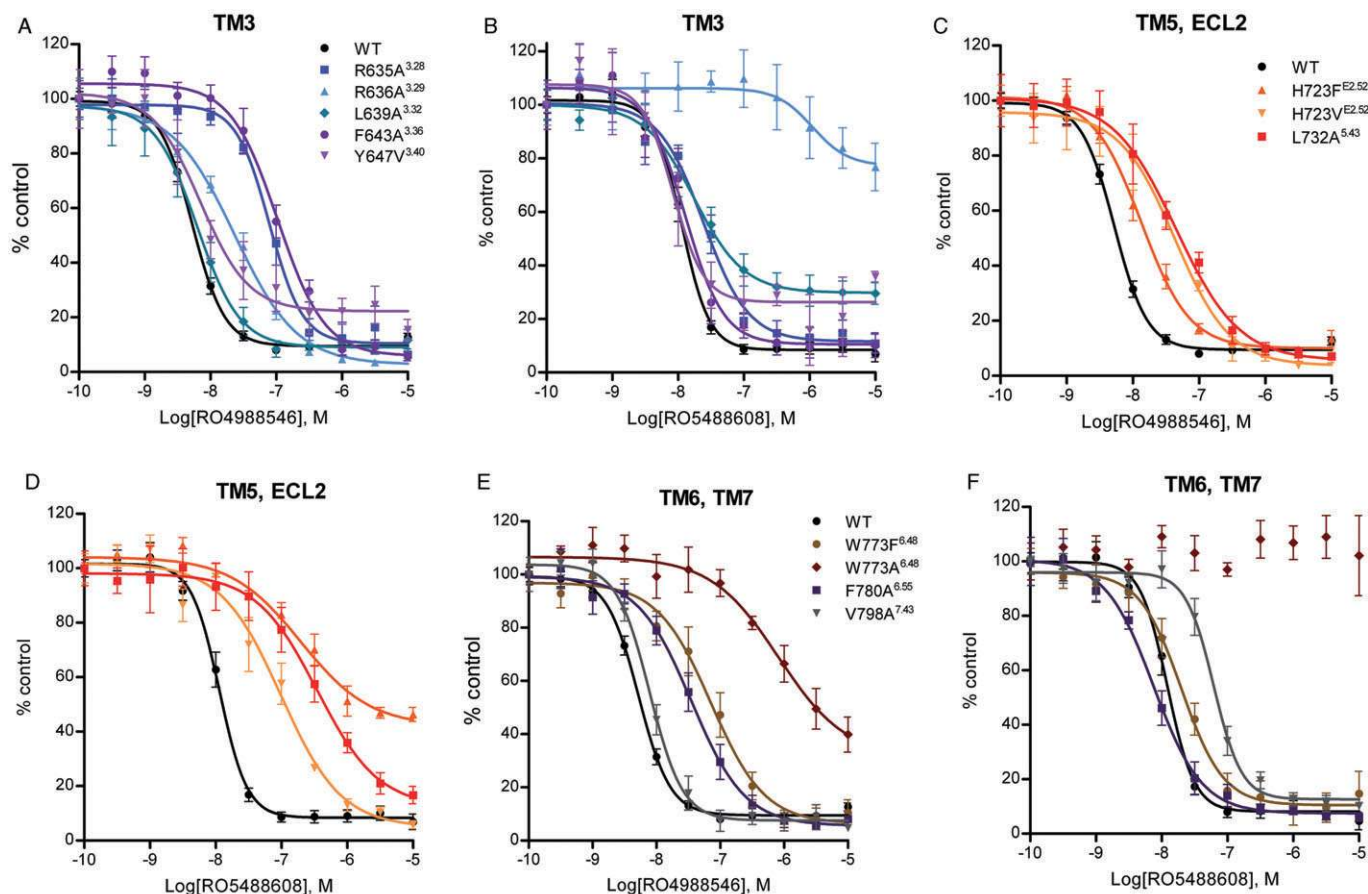 A
TM3
% control
120
100
80
60
40
20
0
-10 -9 -8 -7 -6 -5
Log[RO4988546], M
WT
R635A3.28
R636A3.29
L639A3.32
F643A3.36
Y647V3.40
B
TM3
% control
120
100
80
60
40
20
0
-10 -9 -8 -7 -6 -5
Log[RO5488608], M
C
TM5, ECL2
% control
120
100
80
60
40
20
0
-10 -9 -8 -7 -6 -5
Log[RO4988546], M
WT
H723FE2.52
H723VE2.52
L732A5.43
D
TM5, ECL2
% control
120
100
80
60
40
20
0
-10 -9 -8 -7 -6 -5
Log[RO5488608], M
E
TM6, TM7
% control
120
100
80
60
40
20
0
-10 -9 -8 -7 -6 -5
Log[RO4988546], M
WT
W773F6.48
W773A6.48
F780A6.55
V798A7.43
F
TM6, TM7
% control
120
100
80
60
40
20
0
-10 -9 -8 -7 -6 -5
Log[RO5488608], M